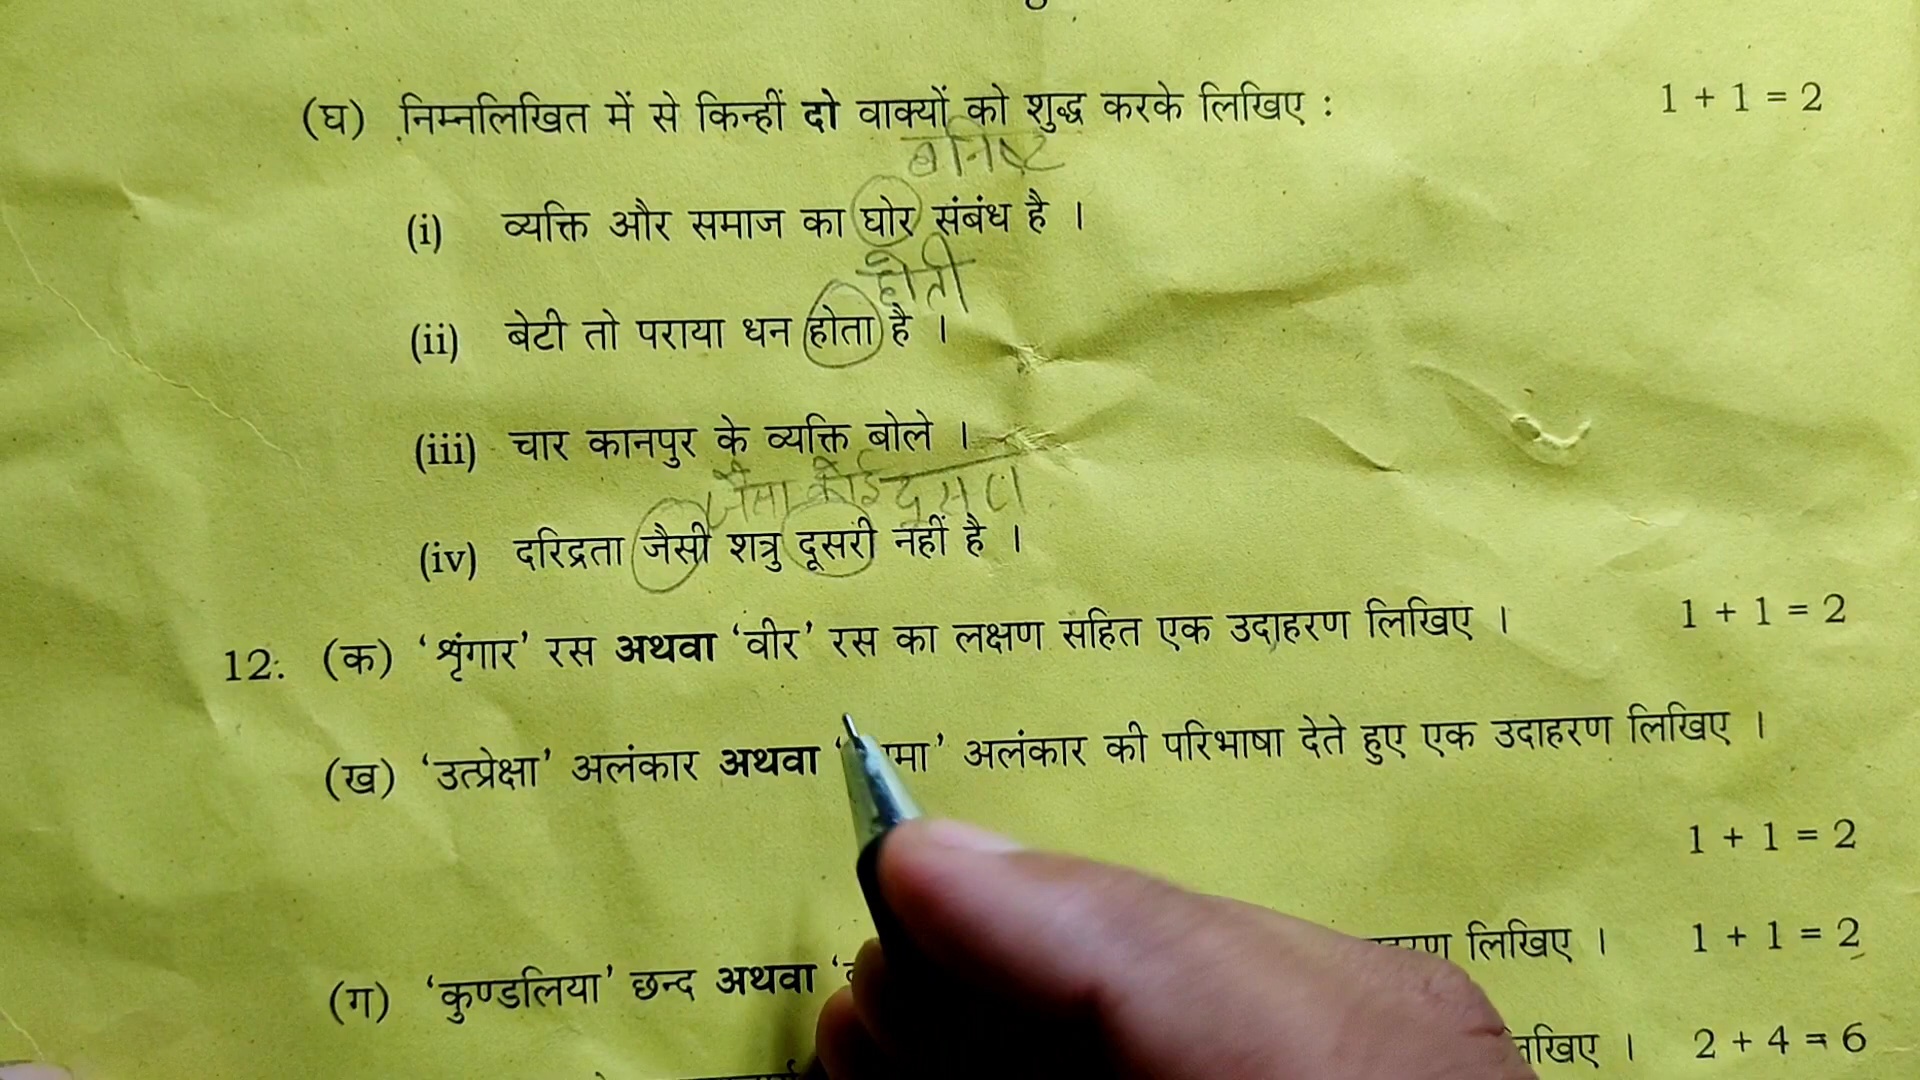 (घ) निम्नलिखित में से किन्हीं दो वाक्यों को शुद्ध करके लिखिए : 1 + 1 = 2
(i) व्यक्ति और समाज का घोर संबंध है ।
होती
(ii) बेटी तो पराया धन होता है ।
(iii) चार कानपुर के व्यक्ति बोले ।
जैसा कोई दूसरा
(iv) दरिद्रता जैसी शत्रु दूसरी नहीं है ।
12. (क) ‘शृंगार’ रस अथवा ‘वीर’ रस का लक्षण सहित एक उदाहरण लिखिए । 1 + 1 = 2
(ख) ‘उत्प्रेक्षा’ अलंकार अथवा ‘ मा’ अलंकार की परिभाषा देते हुए एक उदाहरण लिखिए ।
1 + 1 = 2
(ग) ‘कुण्डलिया’ छन्द अथवा ‘ लिखिए । 1 + 1 = 2
लिखिए । 2 + 4 = 6